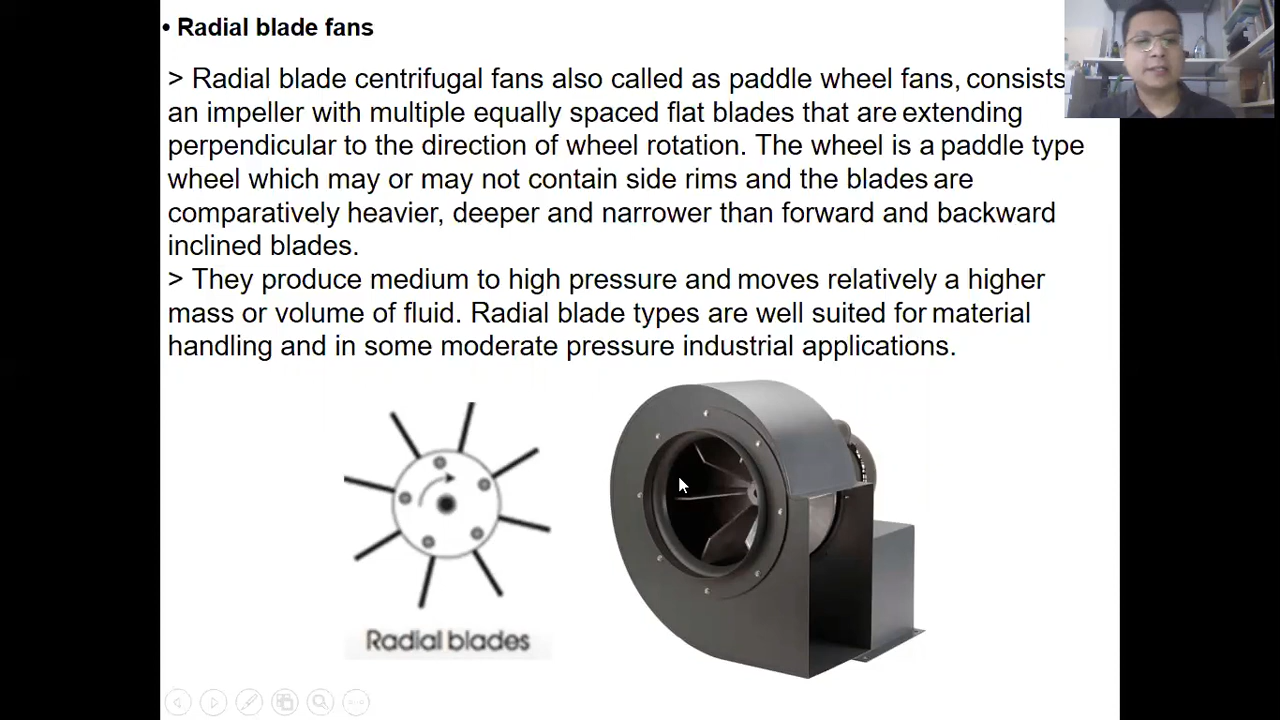 • Radial blade fans
> Radial blade centrifugal fans also called as paddle wheel fans, consists
an impeller with multiple equally spaced flat blades that are extending
perpendicular to the direction of wheel rotation. The wheel is a paddle type
wheel which may or may not contain side rims and the blades are
comparatively heavier, deeper and narrower than forward and backward
inclined blades.
> They produce medium to high pressure and moves relatively a higher
mass or volume of fluid. Radial blade types are well suited for material
handling and in some moderate pressure industrial applications.
Radial blades